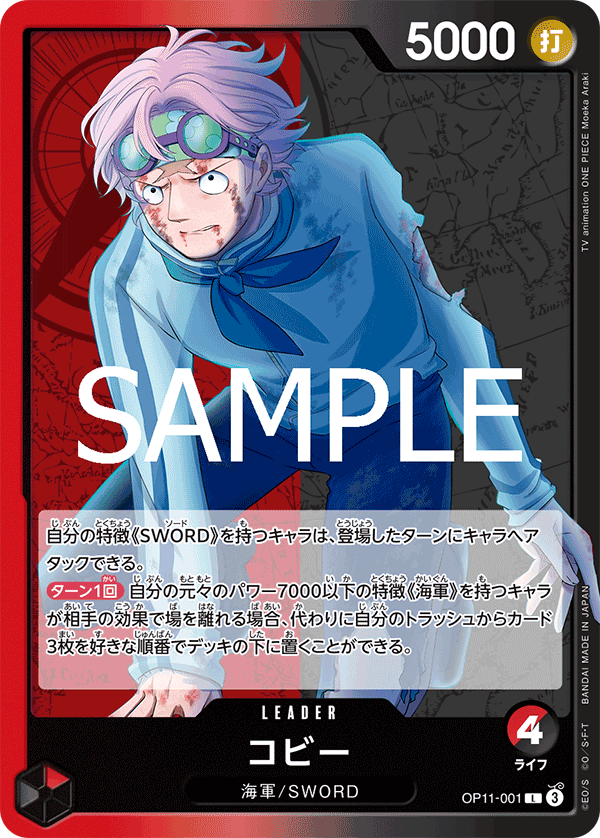 5000 打
TV animation ONE PIECE Moeka Araki
SAMPLE
自分の特徴《SWORD》を持つキャラは、登場したターンにキャラへア
タックできる。
ターン1回 自分の元々のパワー7000以下の特徴《海軍》を持つキャラ
が相手の効果で場を離れる場合、代わりに自分のトラッシュからカード
3枚を好きな順番でデッキの下に置くことができる。
LEADER
コビー
4
ライフ
海軍/SWORD
OP11-001 L 3
©E.O/S ©O/S・F・T BANDAI MADE IN JAPAN